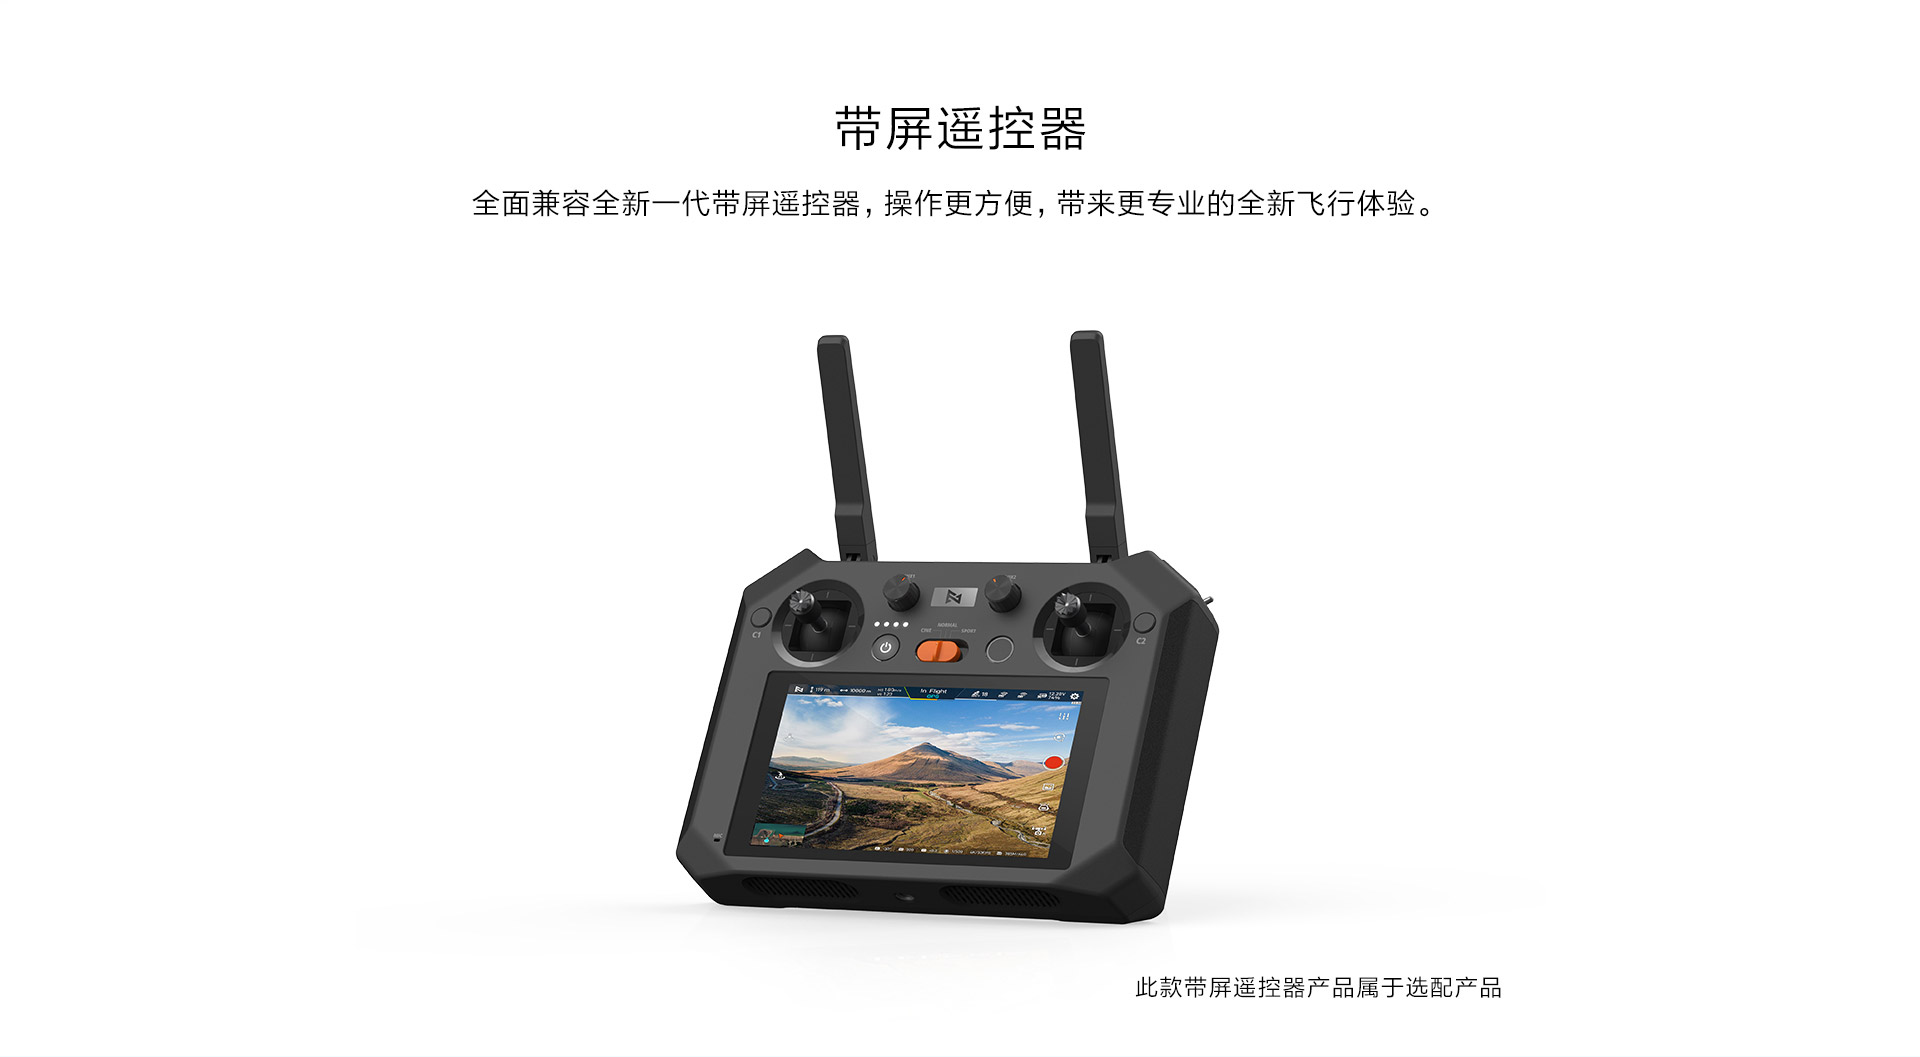 带屏遥控器
全面兼容全新一代带屏遥控器，操作更方便，带来更专业的全新飞行体验。
NORMAL
CINE
SPORT
C1
C2
In Flight
GPS
此款带屏遥控器产品属于选配产品